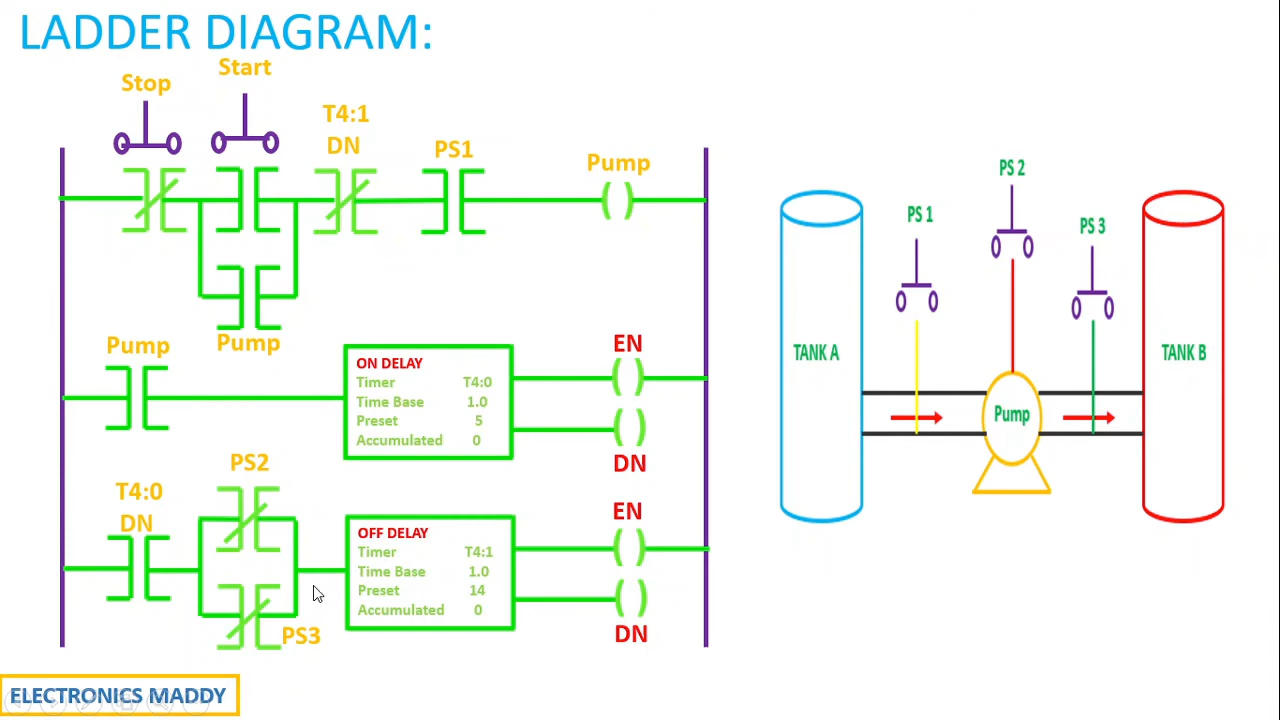 LADDER DIAGRAM:
Stop
Start
T4:1
DN
PS1
Pump
Pump
Pump
ON DELAY
Timer T4:0
Time Base 1.0
Preset 5
Accumulated 0
EN
DN
T4:0
DN
PS2
PS3
OFF DELAY
Timer T4:1
Time Base 1.0
Preset 14
Accumulated 0
EN
DN
PS 1
PS 2
PS 3
TANK A
Pump
TANK B
ELECTRONICS MADDY